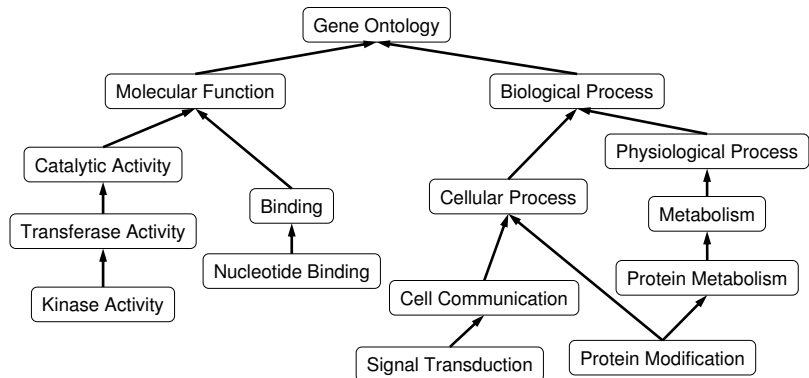 Gene Ontology
Molecular Function
Biological Process
Catalytic Activity
Physiological Process
Binding
Cellular Process
Metabolism
Transferase Activity
Nucleotide Binding
Protein Metabolism
Kinase Activity
Cell Communication
Signal Transduction
Protein Modification